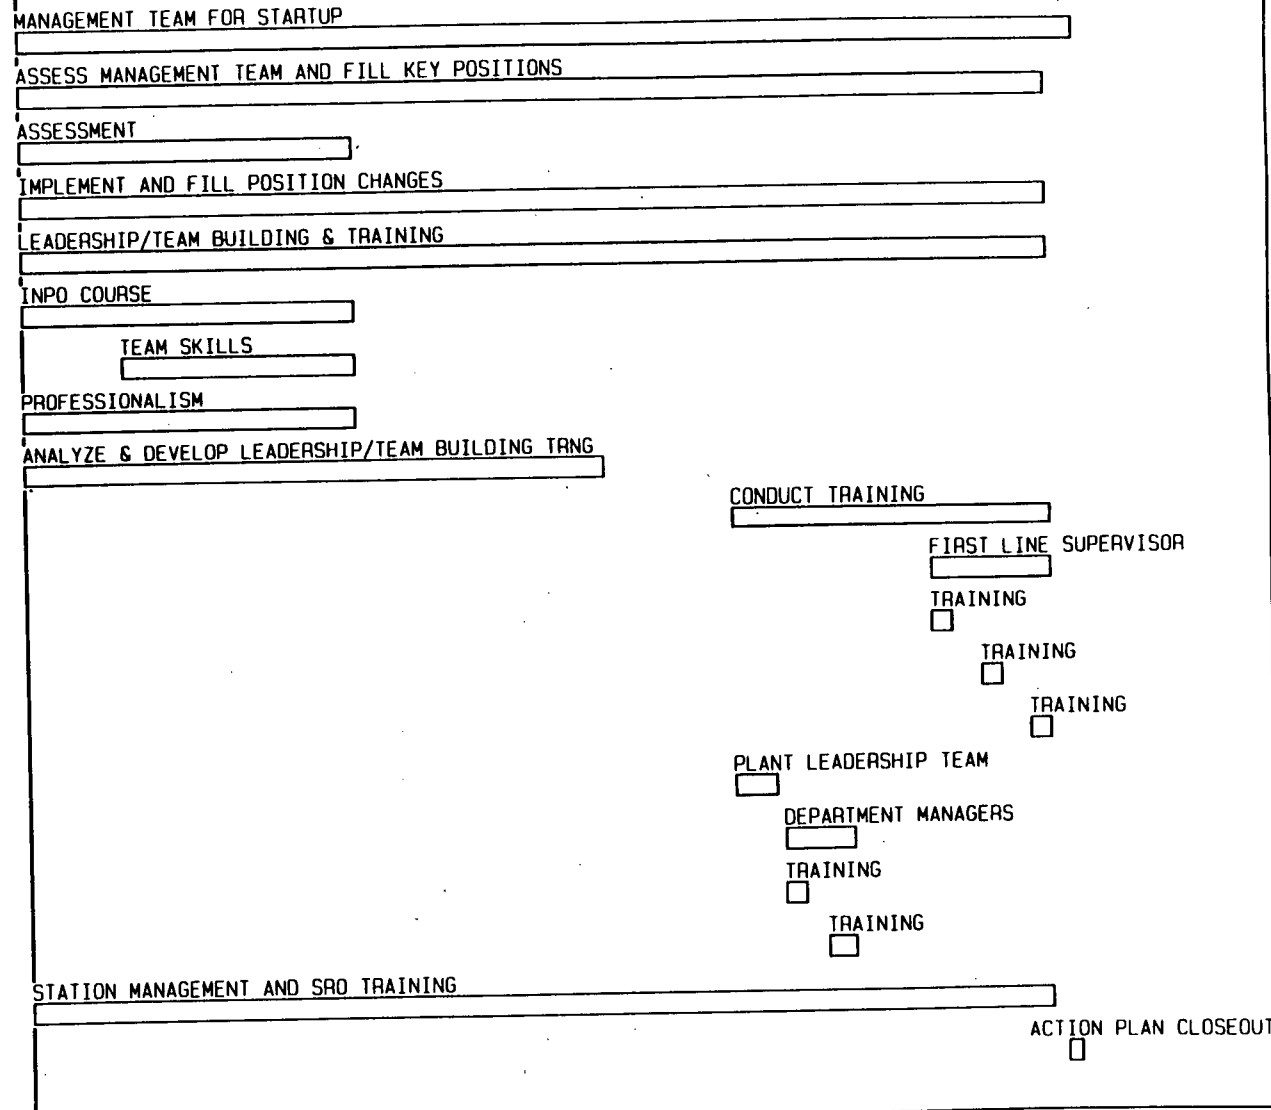 MANAGEMENT TEAM FOR STARTUP
ASSESS MANAGEMENT TEAM AND FILL KEY POSITIONS
ASSESSMENT
IMPLEMENT AND FILL POSITION CHANGES
LEADERSHIP/TEAM BUILDING & TRAINING
INPO COURSE
TEAM SKILLS
PROFESSIONALISM
ANALYZE & DEVELOP LEADERSHIP/TEAM BUILDING TRNG
CONDUCT TRAINING
FIRST LINE SUPERVISOR
TRAINING
TRAINING
TRAINING
PLANT LEADERSHIP TEAM
DEPARTMENT MANAGERS
TRAINING
TRAINING
STATION MANAGEMENT AND SRO TRAINING
ACTION PLAN CLOSEOUT